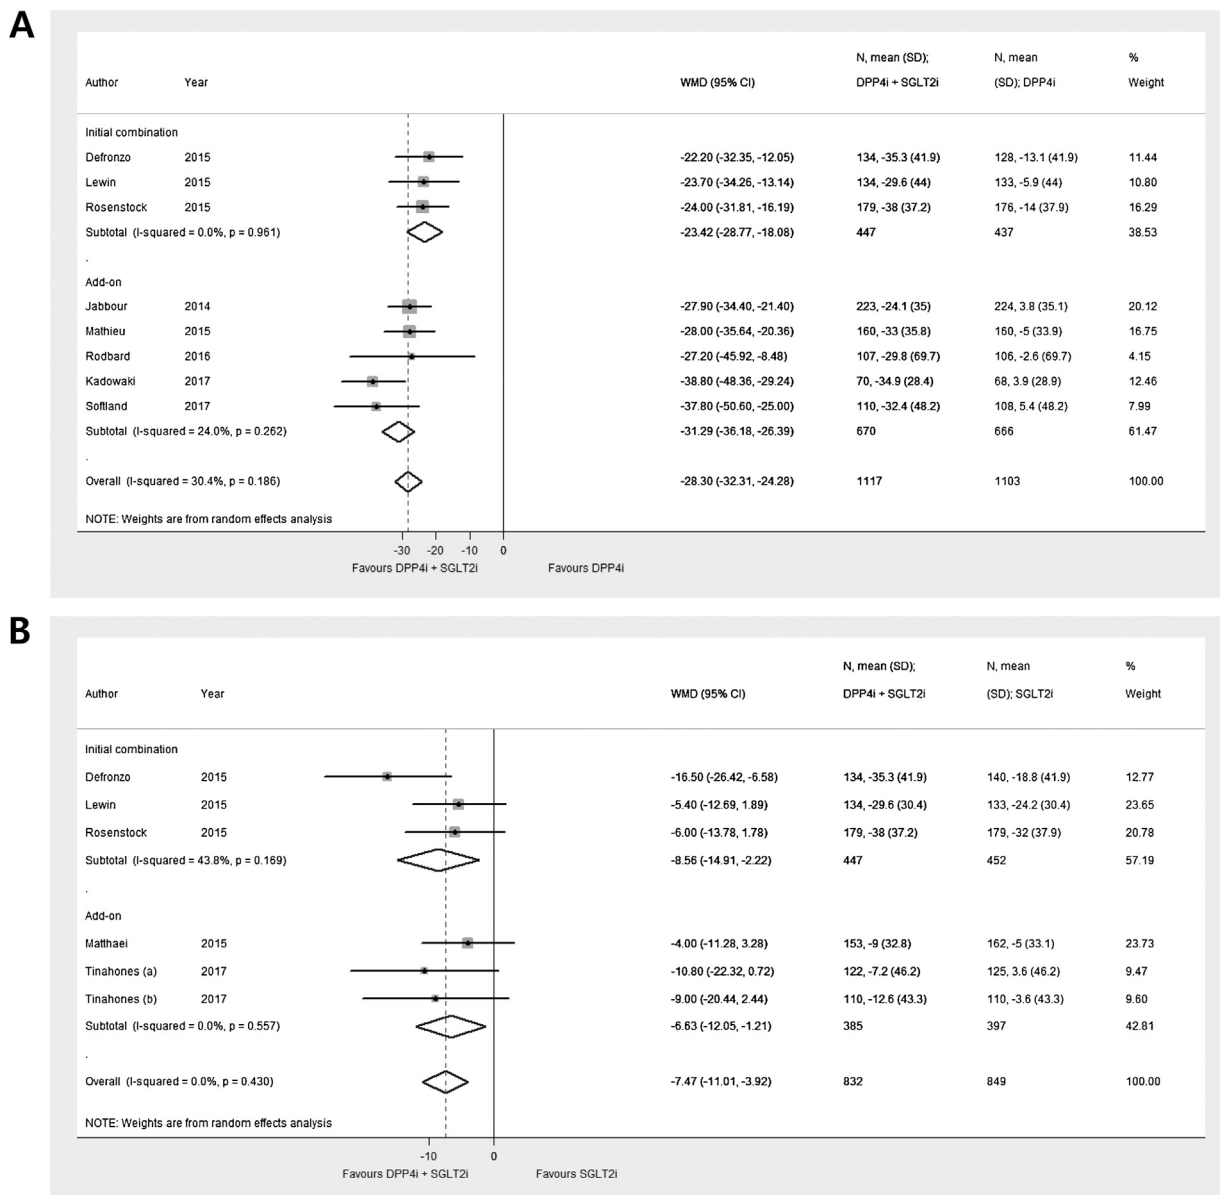 A
N, mean (SD); N, mean %
Author Year WMD (95% CI) DPP4i + SGLT2i (SD); DPP4i Weight
Initial combination
Defronzo 2015 -22.20 (-32.35, -12.05) 134, -35.3 (41.9) 128, -13.1 (41.9) 11.44
Lewin 2015 -23.70 (-34.26, -13.14) 134, -29.6 (44) 133, -5.9 (44) 10.80
Rosenstock 2015 -24.00 (-31.81, -16.19) 179, -38 (37.2) 176, -14 (37.9) 16.29
Subtotal (I-squared = 0.0%, p = 0.961) -23.42 (-28.77, -18.08) 447 437 38.53
.
Add-on
Jabbour 2014 -27.90 (-34.40, -21.40) 223, -24.1 (35) 224, 3.8 (35.1) 20.12
Mathieu 2015 -28.00 (-35.64, -20.36) 160, -33 (35.8) 160, -5 (33.9) 16.75
Rodbard 2016 -27.20 (-45.92, -8.48) 107, -29.8 (69.7) 106, -2.6 (69.7) 4.15
Kadowaki 2017 -38.80 (-48.36, -29.24) 70, -34.9 (28.4) 68, 3.9 (28.9) 12.46
Softland 2017 -37.80 (-50.60, -25.00) 110, -32.4 (48.2) 108, 5.4 (48.2) 7.99
Subtotal (I-squared = 24.0%, p = 0.262) -31.29 (-36.18, -26.39) 670 666 61.47
.
Overall (I-squared = 30.4%, p = 0.186) -28.30 (-32.31, -24.28) 1117 1103 100.00
NOTE: Weights are from random effects analysis
-30 -20 -10 0
Favours DPP4i + SGLT2i Favours DPP4i
B
N, mean (SD); N, mean %
Author Year WMD (95% CI) DPP4i + SGLT2i (SD); SGLT2i Weight
Initial combination
Defronzo 2015 -16.50 (-26.42, -6.58) 134, -35.3 (41.9) 140, -18.8 (41.9) 12.77
Lewin 2015 -5.40 (-12.69, 1.89) 134, -29.6 (30.4) 133, -24.2 (30.4) 23.65
Rosenstock 2015 -6.00 (-13.78, 1.78) 179, -38 (37.2) 179, -32 (37.9) 20.78
Subtotal (I-squared = 43.8%, p = 0.169) -8.56 (-14.91, -2.22) 447 452 57.19
.
Add-on
Matthaei 2015 -4.00 (-11.28, 3.28) 153, -9 (32.8) 162, -5 (33.1) 23.73
Tinahones (a) 2017 -10.80 (-22.32, 0.72) 122, -7.2 (46.2) 125, 3.6 (46.2) 9.47
Tinahones (b) 2017 -9.00 (-20.44, 2.44) 110, -12.6 (43.3) 110, -3.6 (43.3) 9.60
Subtotal (I-squared = 0.0%, p = 0.557) -6.63 (-12.05, -1.21) 385 397 42.81
.
Overall (I-squared = 0.0%, p = 0.430) -7.47 (-11.01, -3.92) 832 849 100.00
NOTE: Weights are from random effects analysis
-10 0
Favours DPP4i + SGLT2i Favours SGLT2i